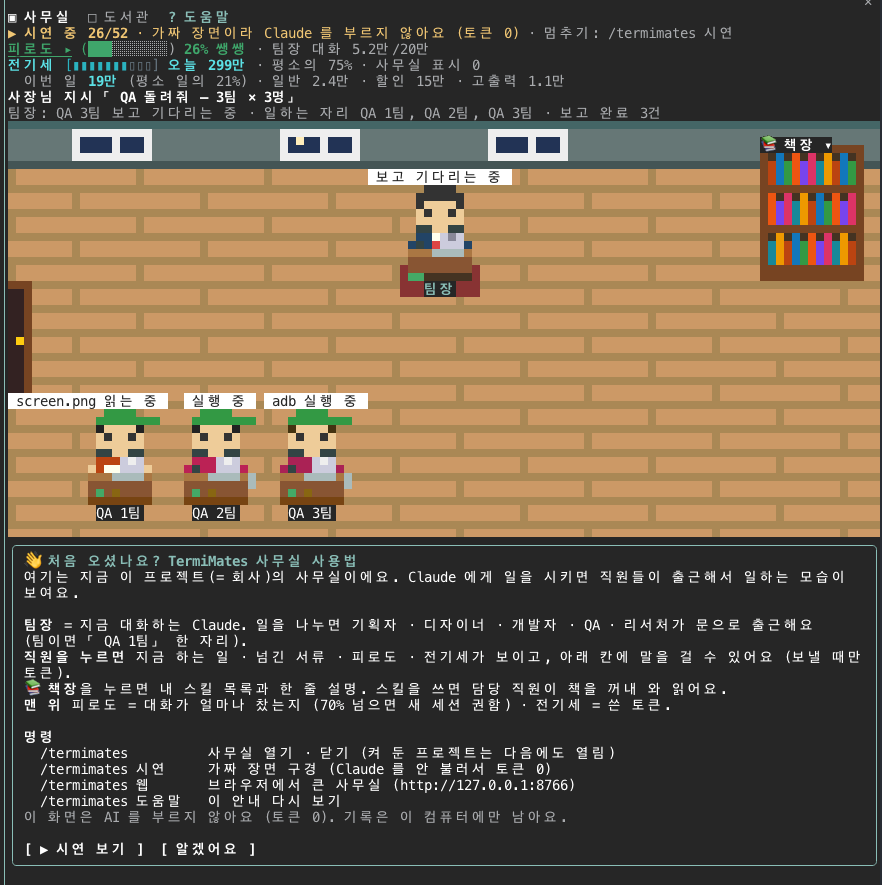 ▣ 사무실 □ 도서관 ? 도움말
▶ 시연 중 26/52 · 가짜 장면이라 Claude 를 부르지 않아요 (토큰 0) · 멈추기: /termimates 시연
피로도 ▸ ( ) 26% 쌩쌩 · 팀장 대화 5.2만/20만
전기세 [▮▮▮▮▮▮▮▯▯▯] 오늘 299만 · 평소의 75% · 사무실 표시 0
이번 일 19만 (평소 일의 21%) · 일반 2.4만 · 할인 15만 · 고출력 1.1만
사장님 지시「 QA 돌려줘 — 3팀 × 3명」
팀장: QA 3팀 보고 기다리는 중 · 일하는 자리 QA 1팀, QA 2팀, QA 3팀 · 보고 완료 3건
📚 책장 ▾
보고 기다리는 중
팀장
screen.png 읽는 중 실행 중 adb 실행 중
QA 1팀 QA 2팀 QA 3팀
👋 처음 오셨나요? TermiMates 사무실 사용법
여기는 지금 이 프로젝트(= 회사)의 사무실이에요. Claude 에게 일을 시키면 직원들이 출근해서 일하는 모습이
보여요.
팀장 = 지금 대화하는 Claude. 일을 나누면 기획자 · 디자이너 · 개발자 · QA · 리서처가 문으로 출근해요
(팀이면「 QA 1팀」 한 자리).
직원을 누르면 지금 하는 일 · 넘긴 서류 · 피로도 · 전기세가 보이고, 아래 칸에 말을 걸 수 있어요 (보낼 때만
토큰).
📚 책장을 누르면 내 스킬 목록과 한 줄 설명. 스킬을 쓰면 담당 직원이 책을 꺼내 와 읽어요.
맨 위 피로도 = 대화가 얼마나 찼는지 (70% 넘으면 새 세션 권함) · 전기세 = 쓴 토큰.
명령
/termimates 사무실 열기 · 닫기 (켜 둔 프로젝트는 다음에도 열림)
/termimates 시연 가짜 장면 구경 (Claude 를 안 불러서 토큰 0)
/termimates 웹 브라우저에서 큰 사무실 (http://127.0.0.1:8766)
/termimates 도움말 이 안내 다시 보기
이 화면은 AI 를 부르지 않아요 (토큰 0). 기록은 이 컴퓨터에만 남아요.
[ ▶ 시연 보기 ] [ 알겠어요 ]